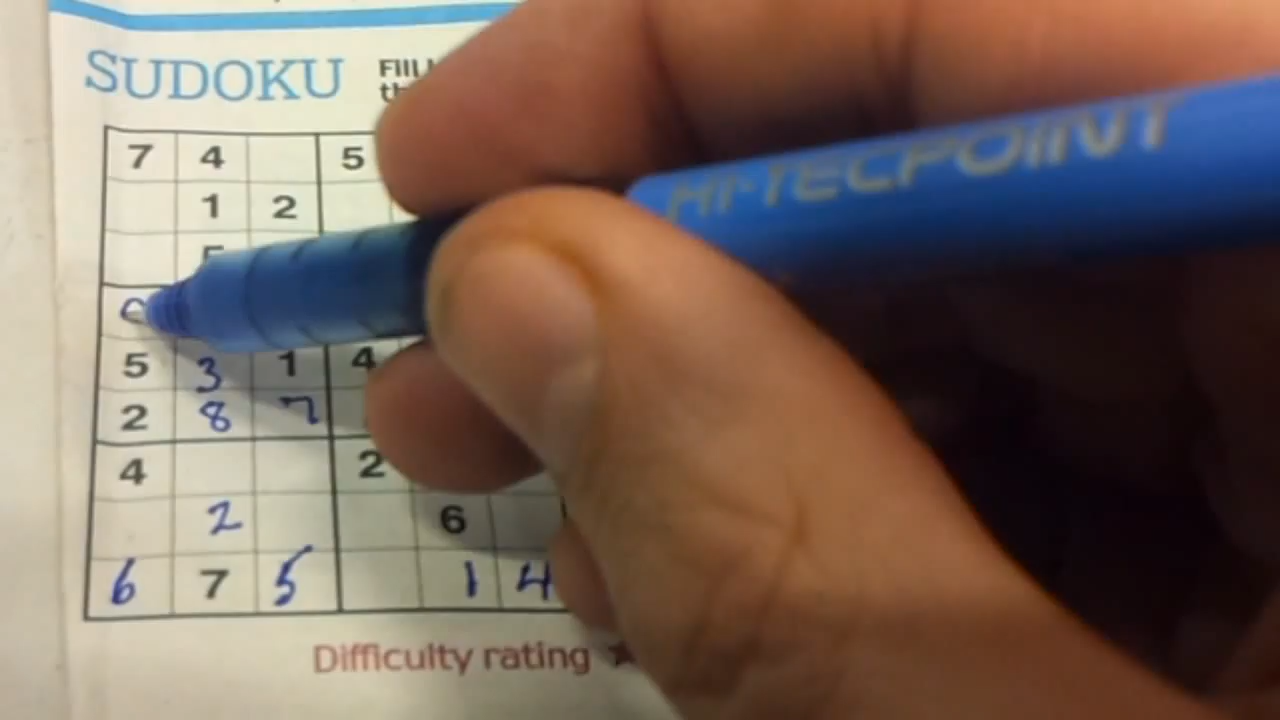 SUDOKU
HI-TECPOINT
7 4 5
1 2
5 3 1 4
2 8 7
4 2
2 6
6 7 5 1 4
Difficulty rating